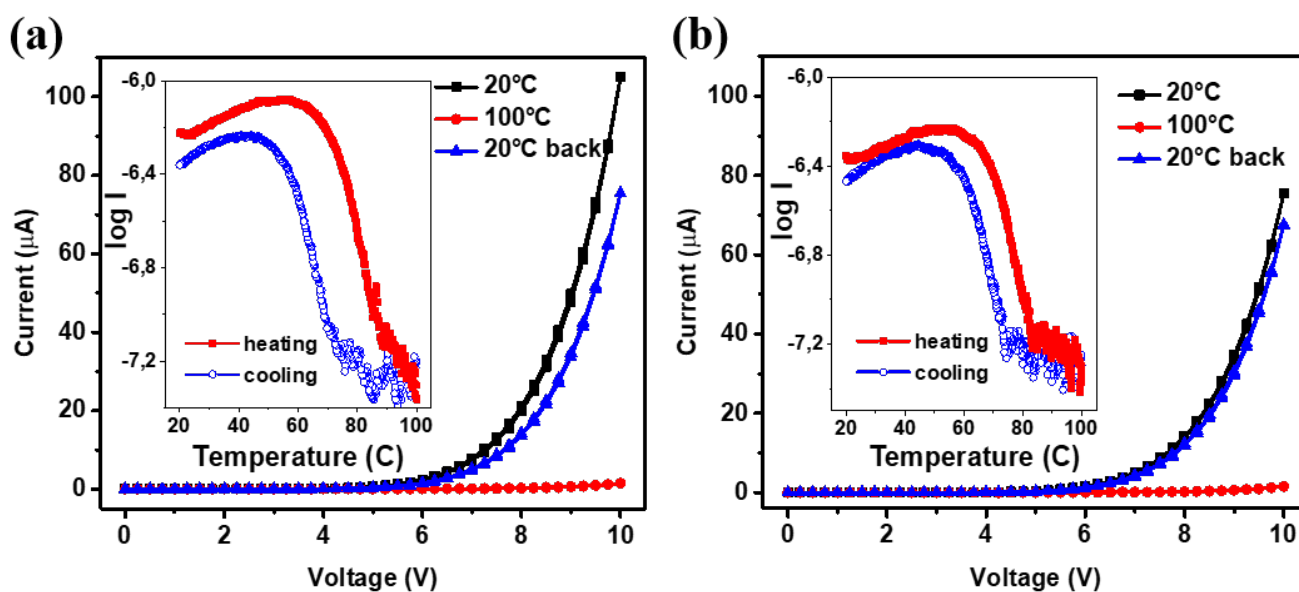 (a)
100
80
60
40
20
0
Current (μA)
0
2
4
6
8
10
Voltage (V)
20°C
100°C
20°C back
-6,0
-6,4
-6,8
-7,2
log I
heating
cooling
20
40
60
80
100
Temperature (C)
(b)
100
80
60
40
20
0
Current (μA)
0
2
4
6
8
10
Voltage (V)
20°C
100°C
20°C back
-6,0
-6,4
-6,8
-7,2
log I
heating
cooling
20
40
60
80
100
Temperature (C)